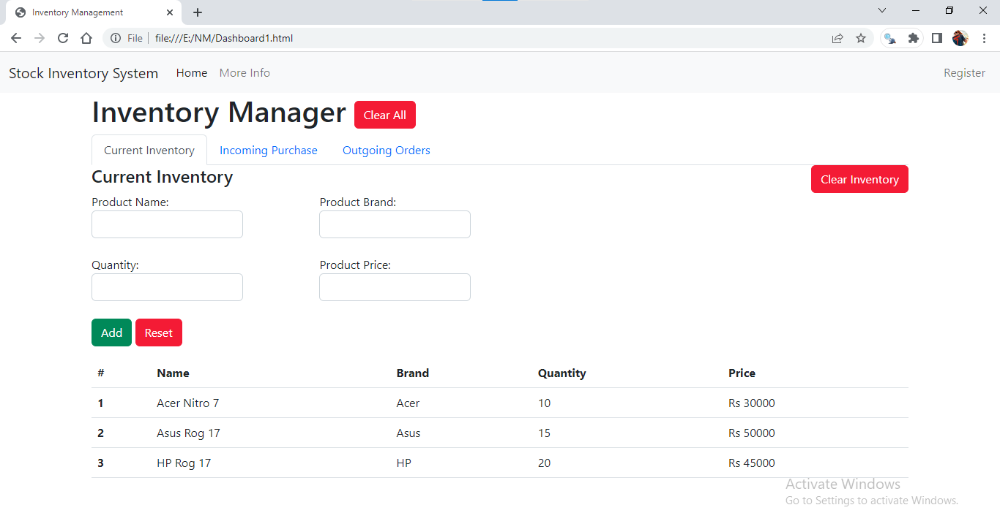 Inventory Management
File file:///E:/NM/Dashboard1.html
Stock Inventory System Home More Info Register
Inventory Manager Clear All
Current Inventory Incoming Purchase Outgoing Orders
Current Inventory Clear Inventory
Product Name: Product Brand:
Quantity: Product Price:
Add Reset
# Name Brand Quantity Price
1 Acer Nitro 7 Acer 10 Rs 30000
2 Asus Rog 17 Asus 15 Rs 50000
3 HP Rog 17 HP 20 Rs 45000
Activate Windows
Go to Settings to activate Windows.